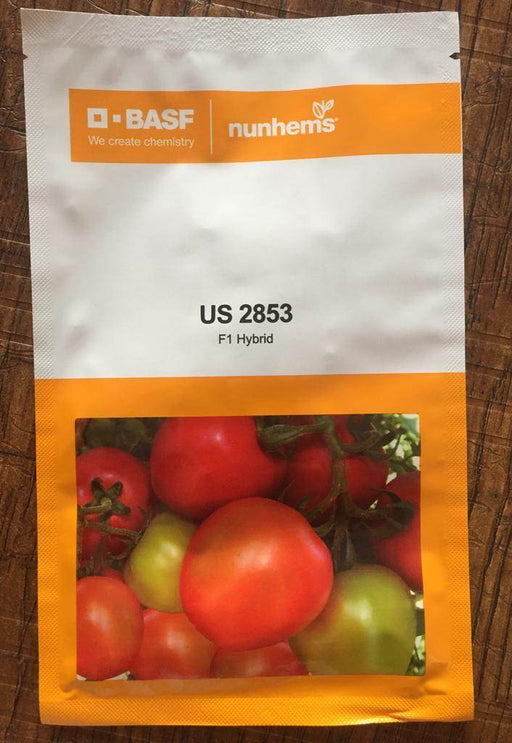 BASF
We create chemistry
nunhems®
US 2853
F1 Hybrid